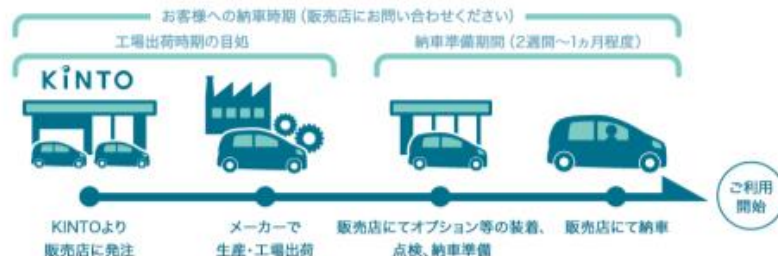 お客様への納車時期（販売店にお問い合わせください）
工場出荷時期の目処
納車準備期間（2週間～1ヵ月程度）
KINTO
KINTOより
販売店に発注
メーカーで
生産・工場出荷
販売店にてオプション等の装着、
点検、納車準備
販売店にて納車
ご利用
開始